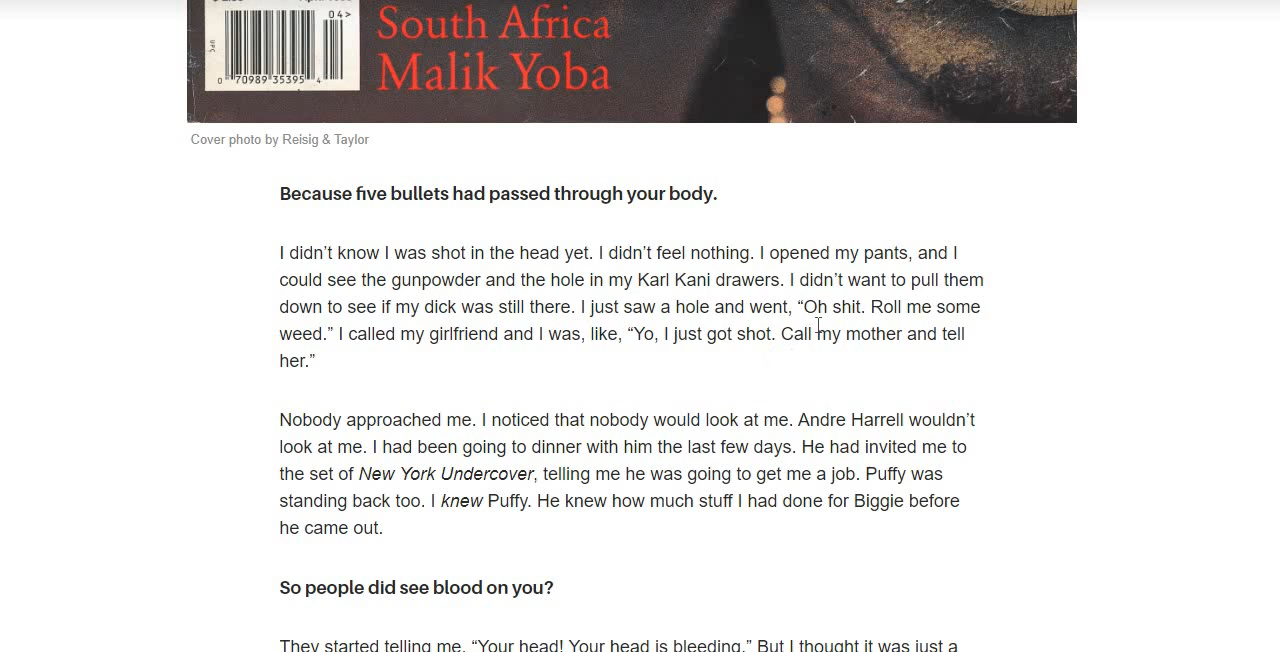 04>
South Africa
Malik Yoba
0 70989 35395 4
Cover photo by Reisig & Taylor
Because five bullets had passed through your body.
I didn’t know I was shot in the head yet. I didn’t feel nothing. I opened my pants, and I
could see the gunpowder and the hole in my Karl Kani drawers. I didn’t want to pull them
down to see if my dick was still there. I just saw a hole and went, “Oh shit. Roll me some
weed.” I called my girlfriend and I was, like, “Yo, I just got shot. Call my mother and tell
her.”
Nobody approached me. I noticed that nobody would look at me. Andre Harrell wouldn’t
look at me. I had been going to dinner with him the last few days. He had invited me to
the set of New York Undercover, telling me he was going to get me a job. Puffy was
standing back too. I knew Puffy. He knew how much stuff I had done for Biggie before
he came out.
So people did see blood on you?
They started telling me, “Your head! Your head is bleeding.” But I thought it was just a